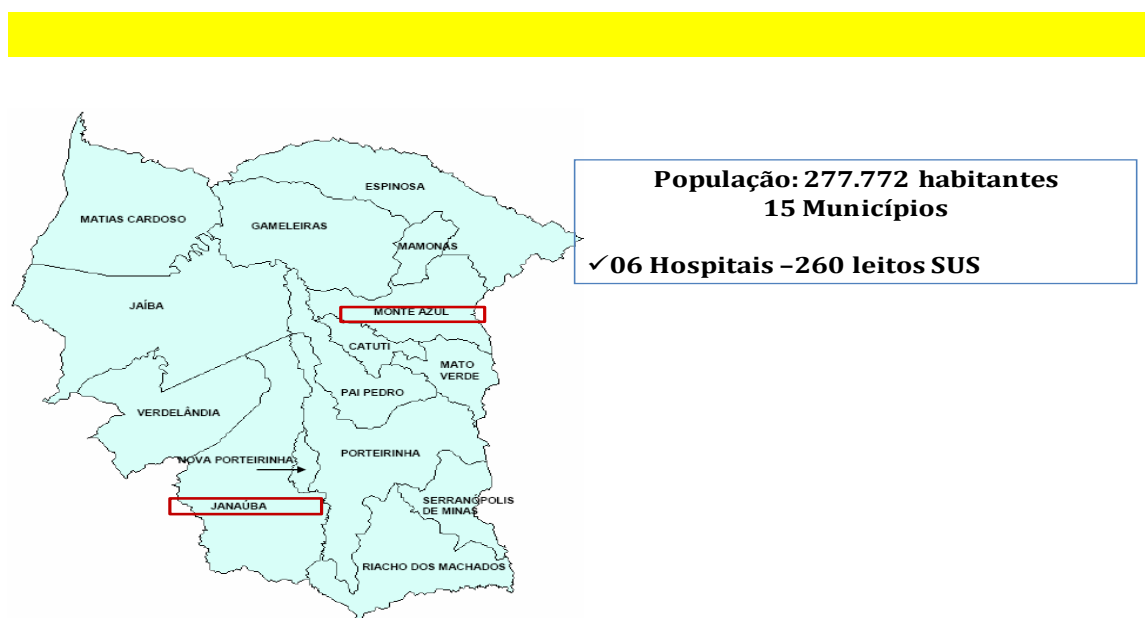 População: 277.772 habitantes
15 Municípios
✓06 Hospitais –260 leitos SUS
ESPINOSA
MATIAS CARDOSO
GAMELEIRAS
MAMONAS
JAÍBA
MONTE AZUL
CATUTI
MATO
VERDE
PAI PEDRO
VERDELÂNDIA
NOVA PORTEIRINHA
PORTEIRINHA
JANAÚBA
SERRANÓPOLIS
DE MINAS
RIACHO DOS MACHADOS